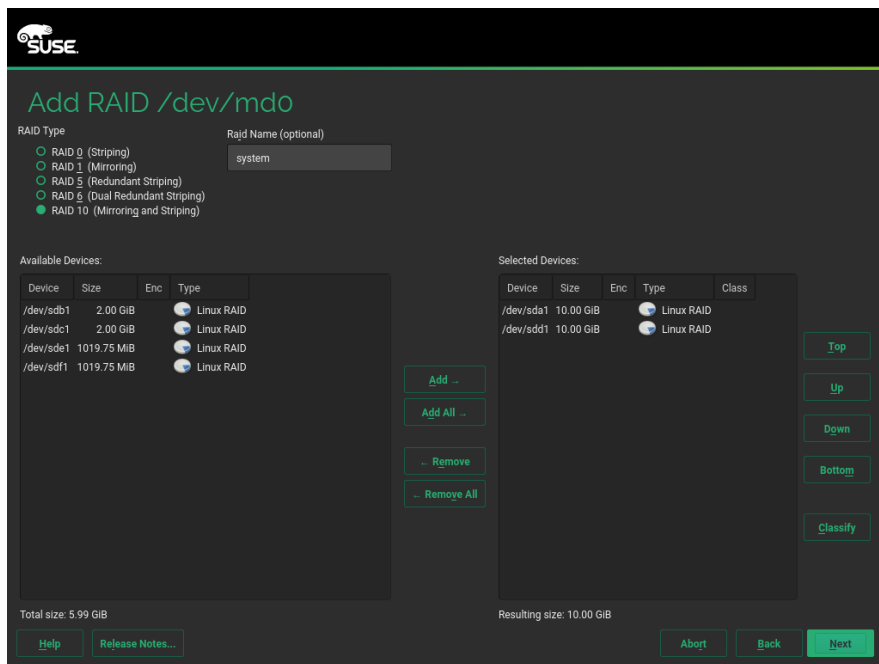 SUSE.
Add RAID /dev/md0
RAID Type
RAID 0 (Striping)
RAID 1 (Mirroring)
RAID 5 (Redundant Striping)
RAID 6 (Dual Redundant Striping)
RAID 10 (Mirroring and Striping)
Raid Name (optional)
system
Available Devices:
Device Size Enc Type
/dev/sdb1 2.00 GiB Linux RAID
/dev/sdc1 2.00 GiB Linux RAID
/dev/sde1 1019.75 MiB Linux RAID
/dev/sdf1 1019.75 MiB Linux RAID
Total size: 5.99 GiB
Add →
Add All →
← Remove
← Remove All
Selected Devices:
Device Size Enc Type Class
/dev/sda1 10.00 GiB Linux RAID
/dev/sdd1 10.00 GiB Linux RAID
Resulting size: 10.00 GiB
Top
Up
Down
Bottom
Classify
Help Release Notes... Abort Back Next